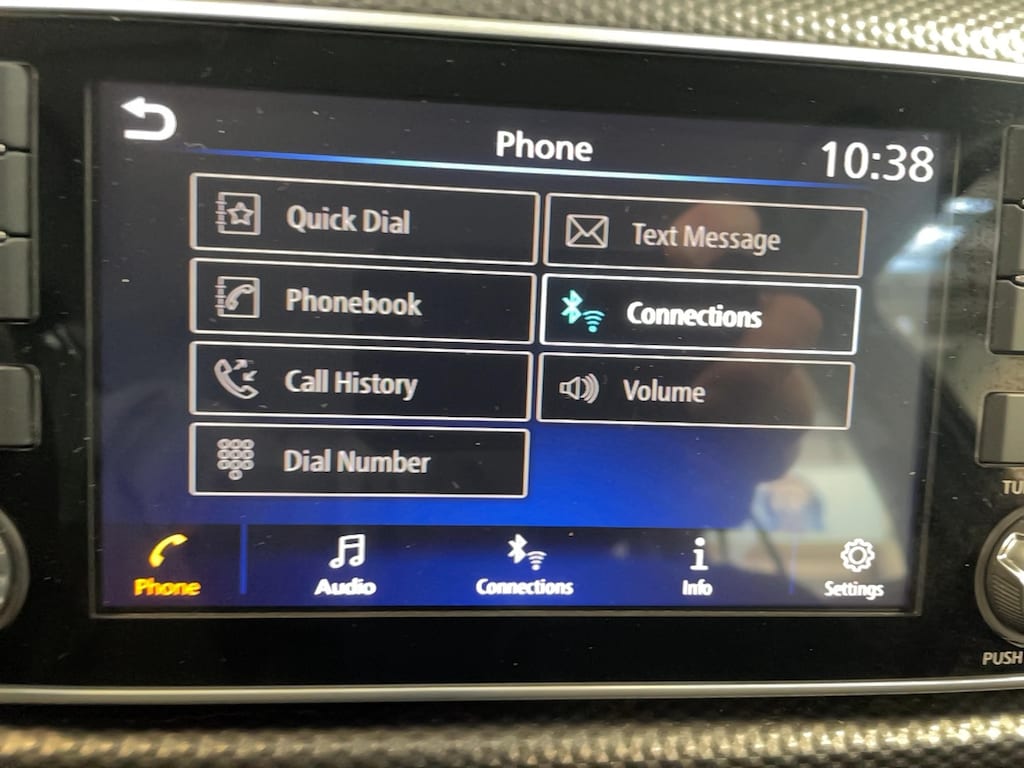 Phone
10:38
Quick Dial
Text Message
Phonebook
Connections
Call History
Volume
Dial Number
Phone
Audio
Connections
Info
Settings
PUSH